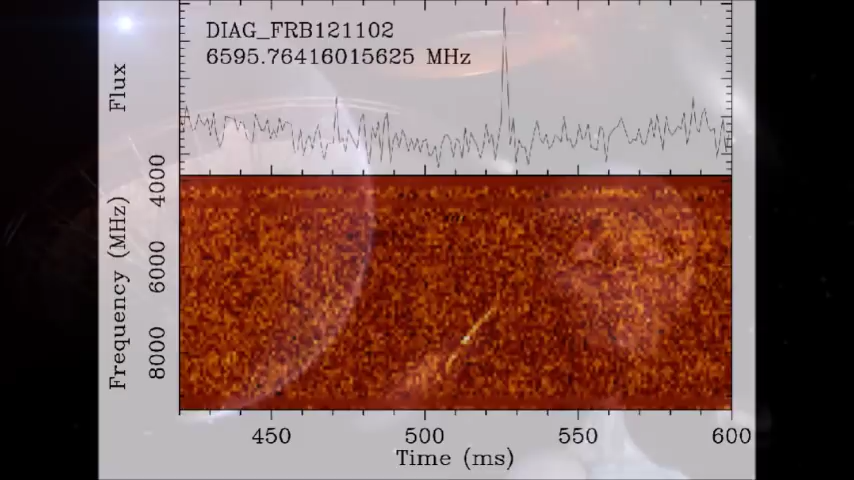 DIAG_FRB121102
6595.76416015625 MHz
Flux
Frequency (MHz)
4000
6000
8000
450 500 550 600
Time (ms)